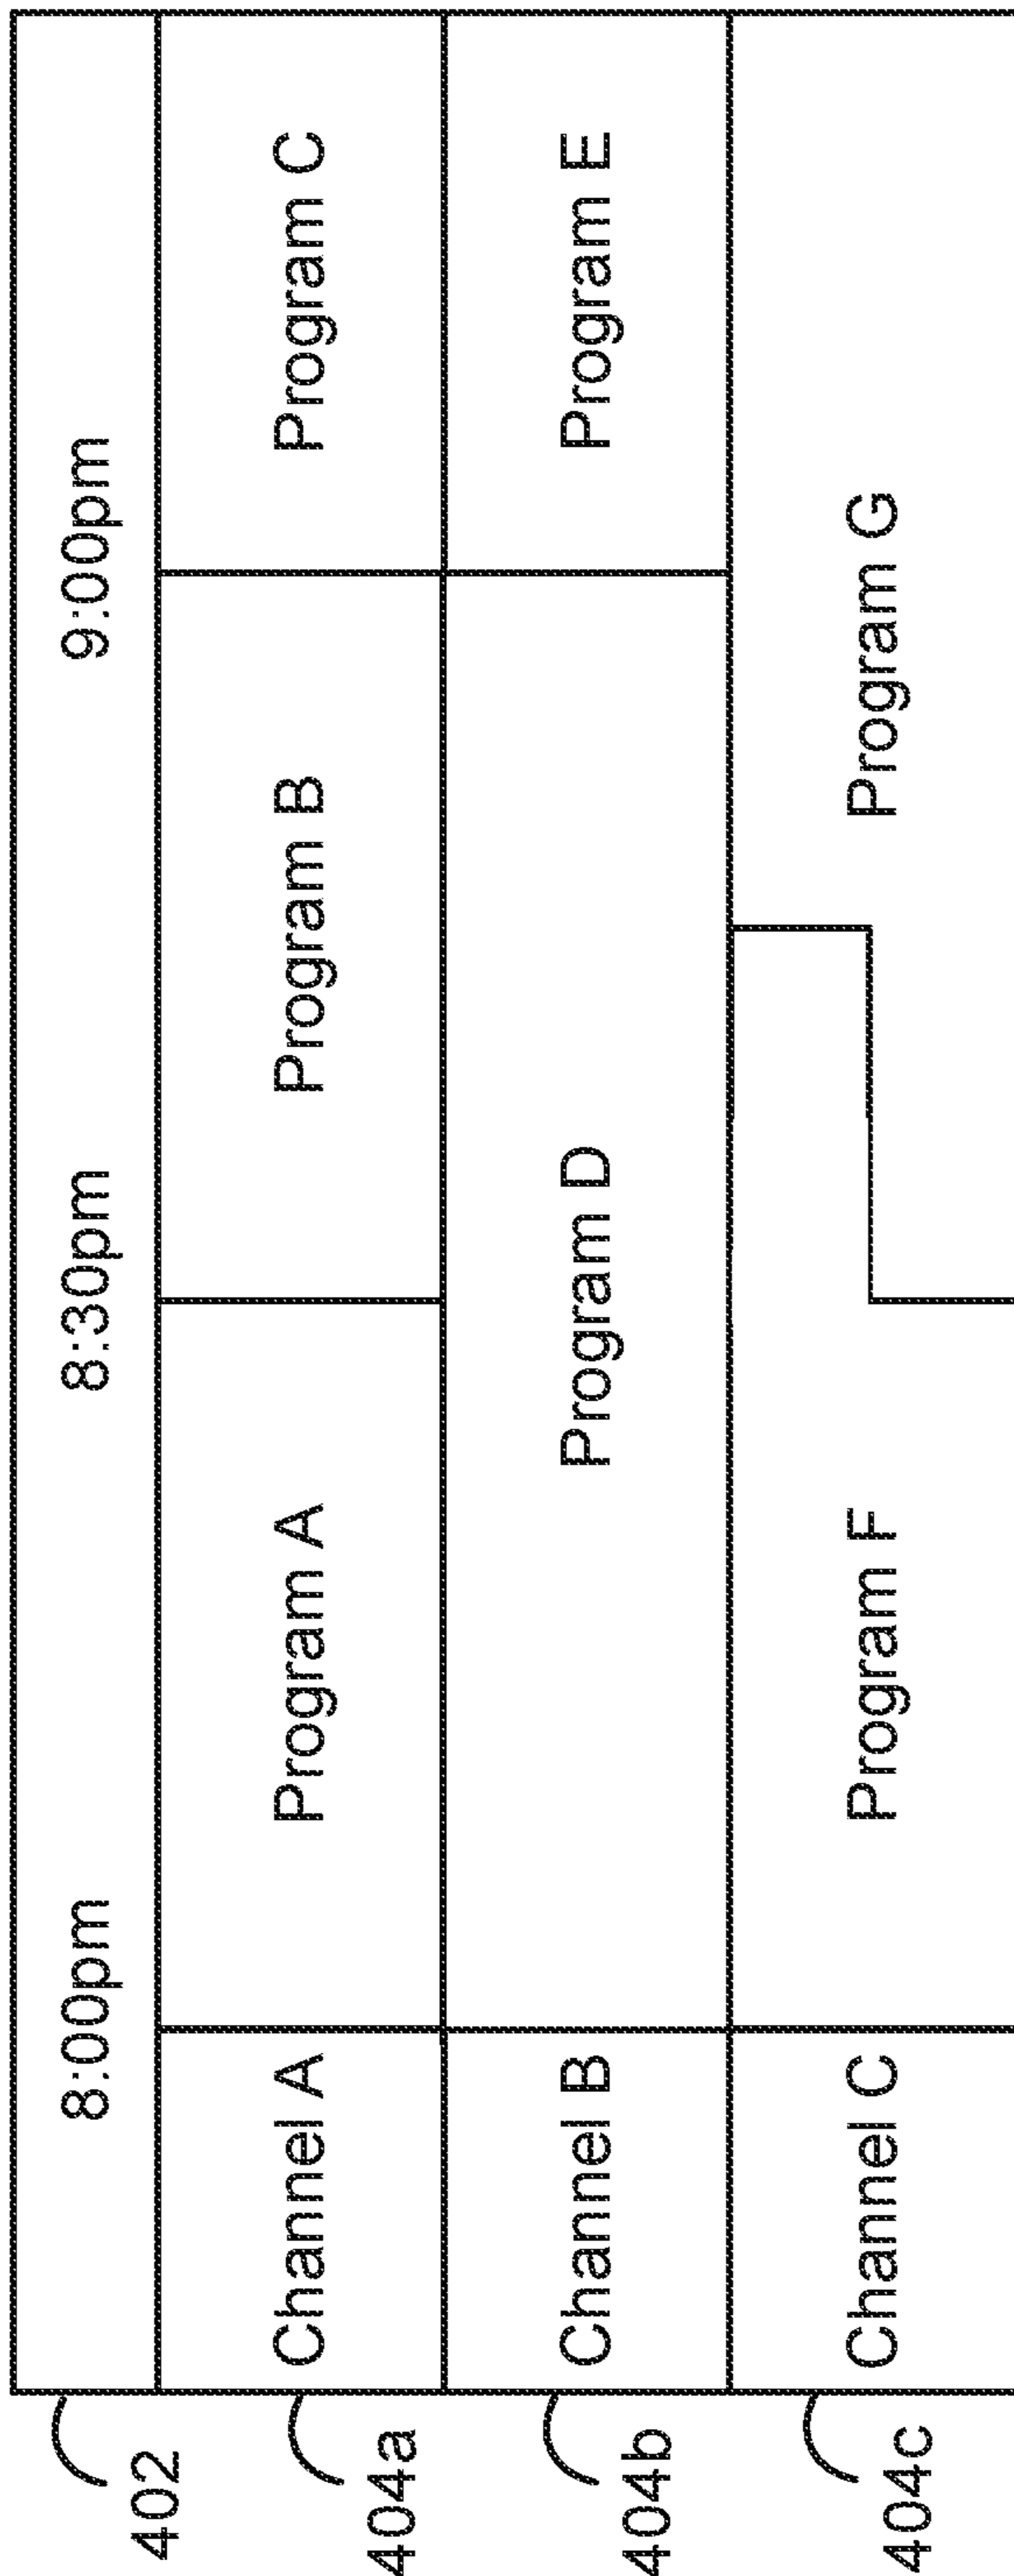 402 8:00pm 8:30pm 9:00pm
404a Channel A Program A Program B Program C
404b Channel B Program D Program E
404c Channel C Program F Program G